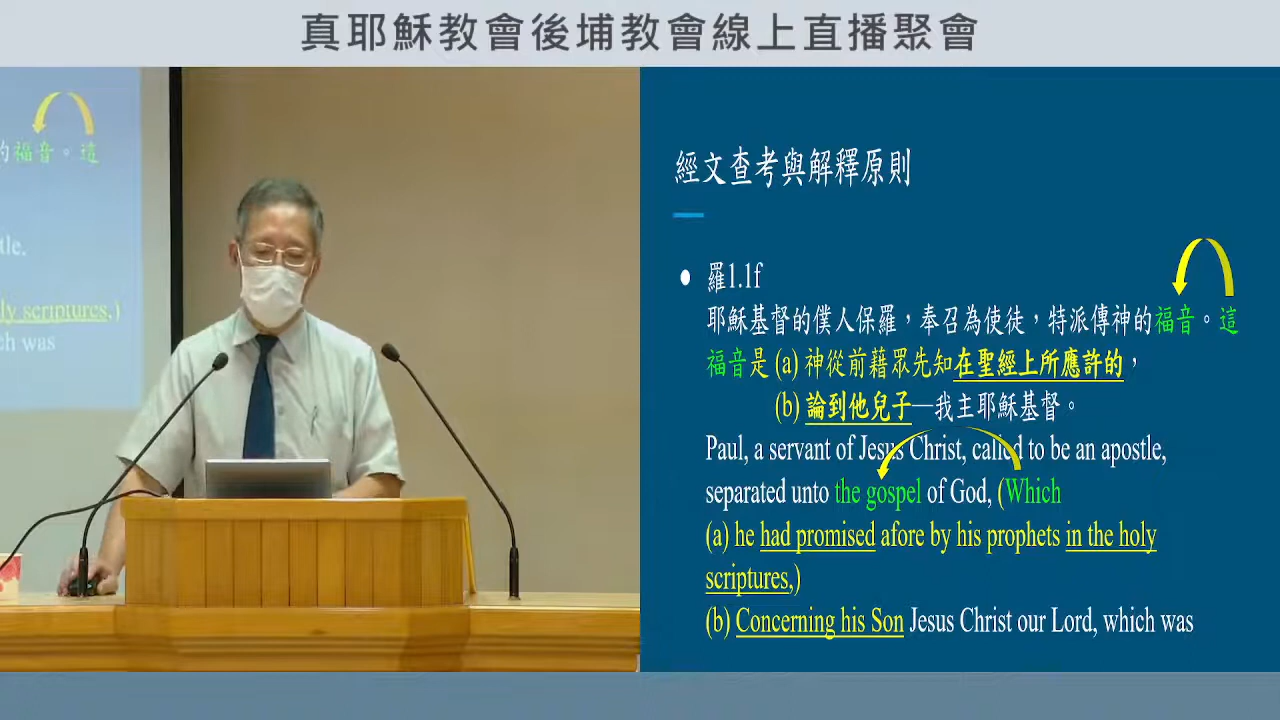 真耶穌教會後埔教會線上直播聚會
的福音。這
tle.
ly scriptures.)
ch was
經文查考與解釋原則
● 羅1.1f
耶穌基督的僕人保羅，奉召為使徒，特派傳神的福音。這
福音是 (a) 神從前藉眾先知在聖經上所應許的，
(b) 論到他兒子—我主耶穌基督。
Paul, a servant of Jesus Christ, called to be an apostle,
separated unto the gospel of God, (Which
(a) he had promised afore by his prophets in the holy
scriptures,)
(b) Concerning his Son Jesus Christ our Lord, which was